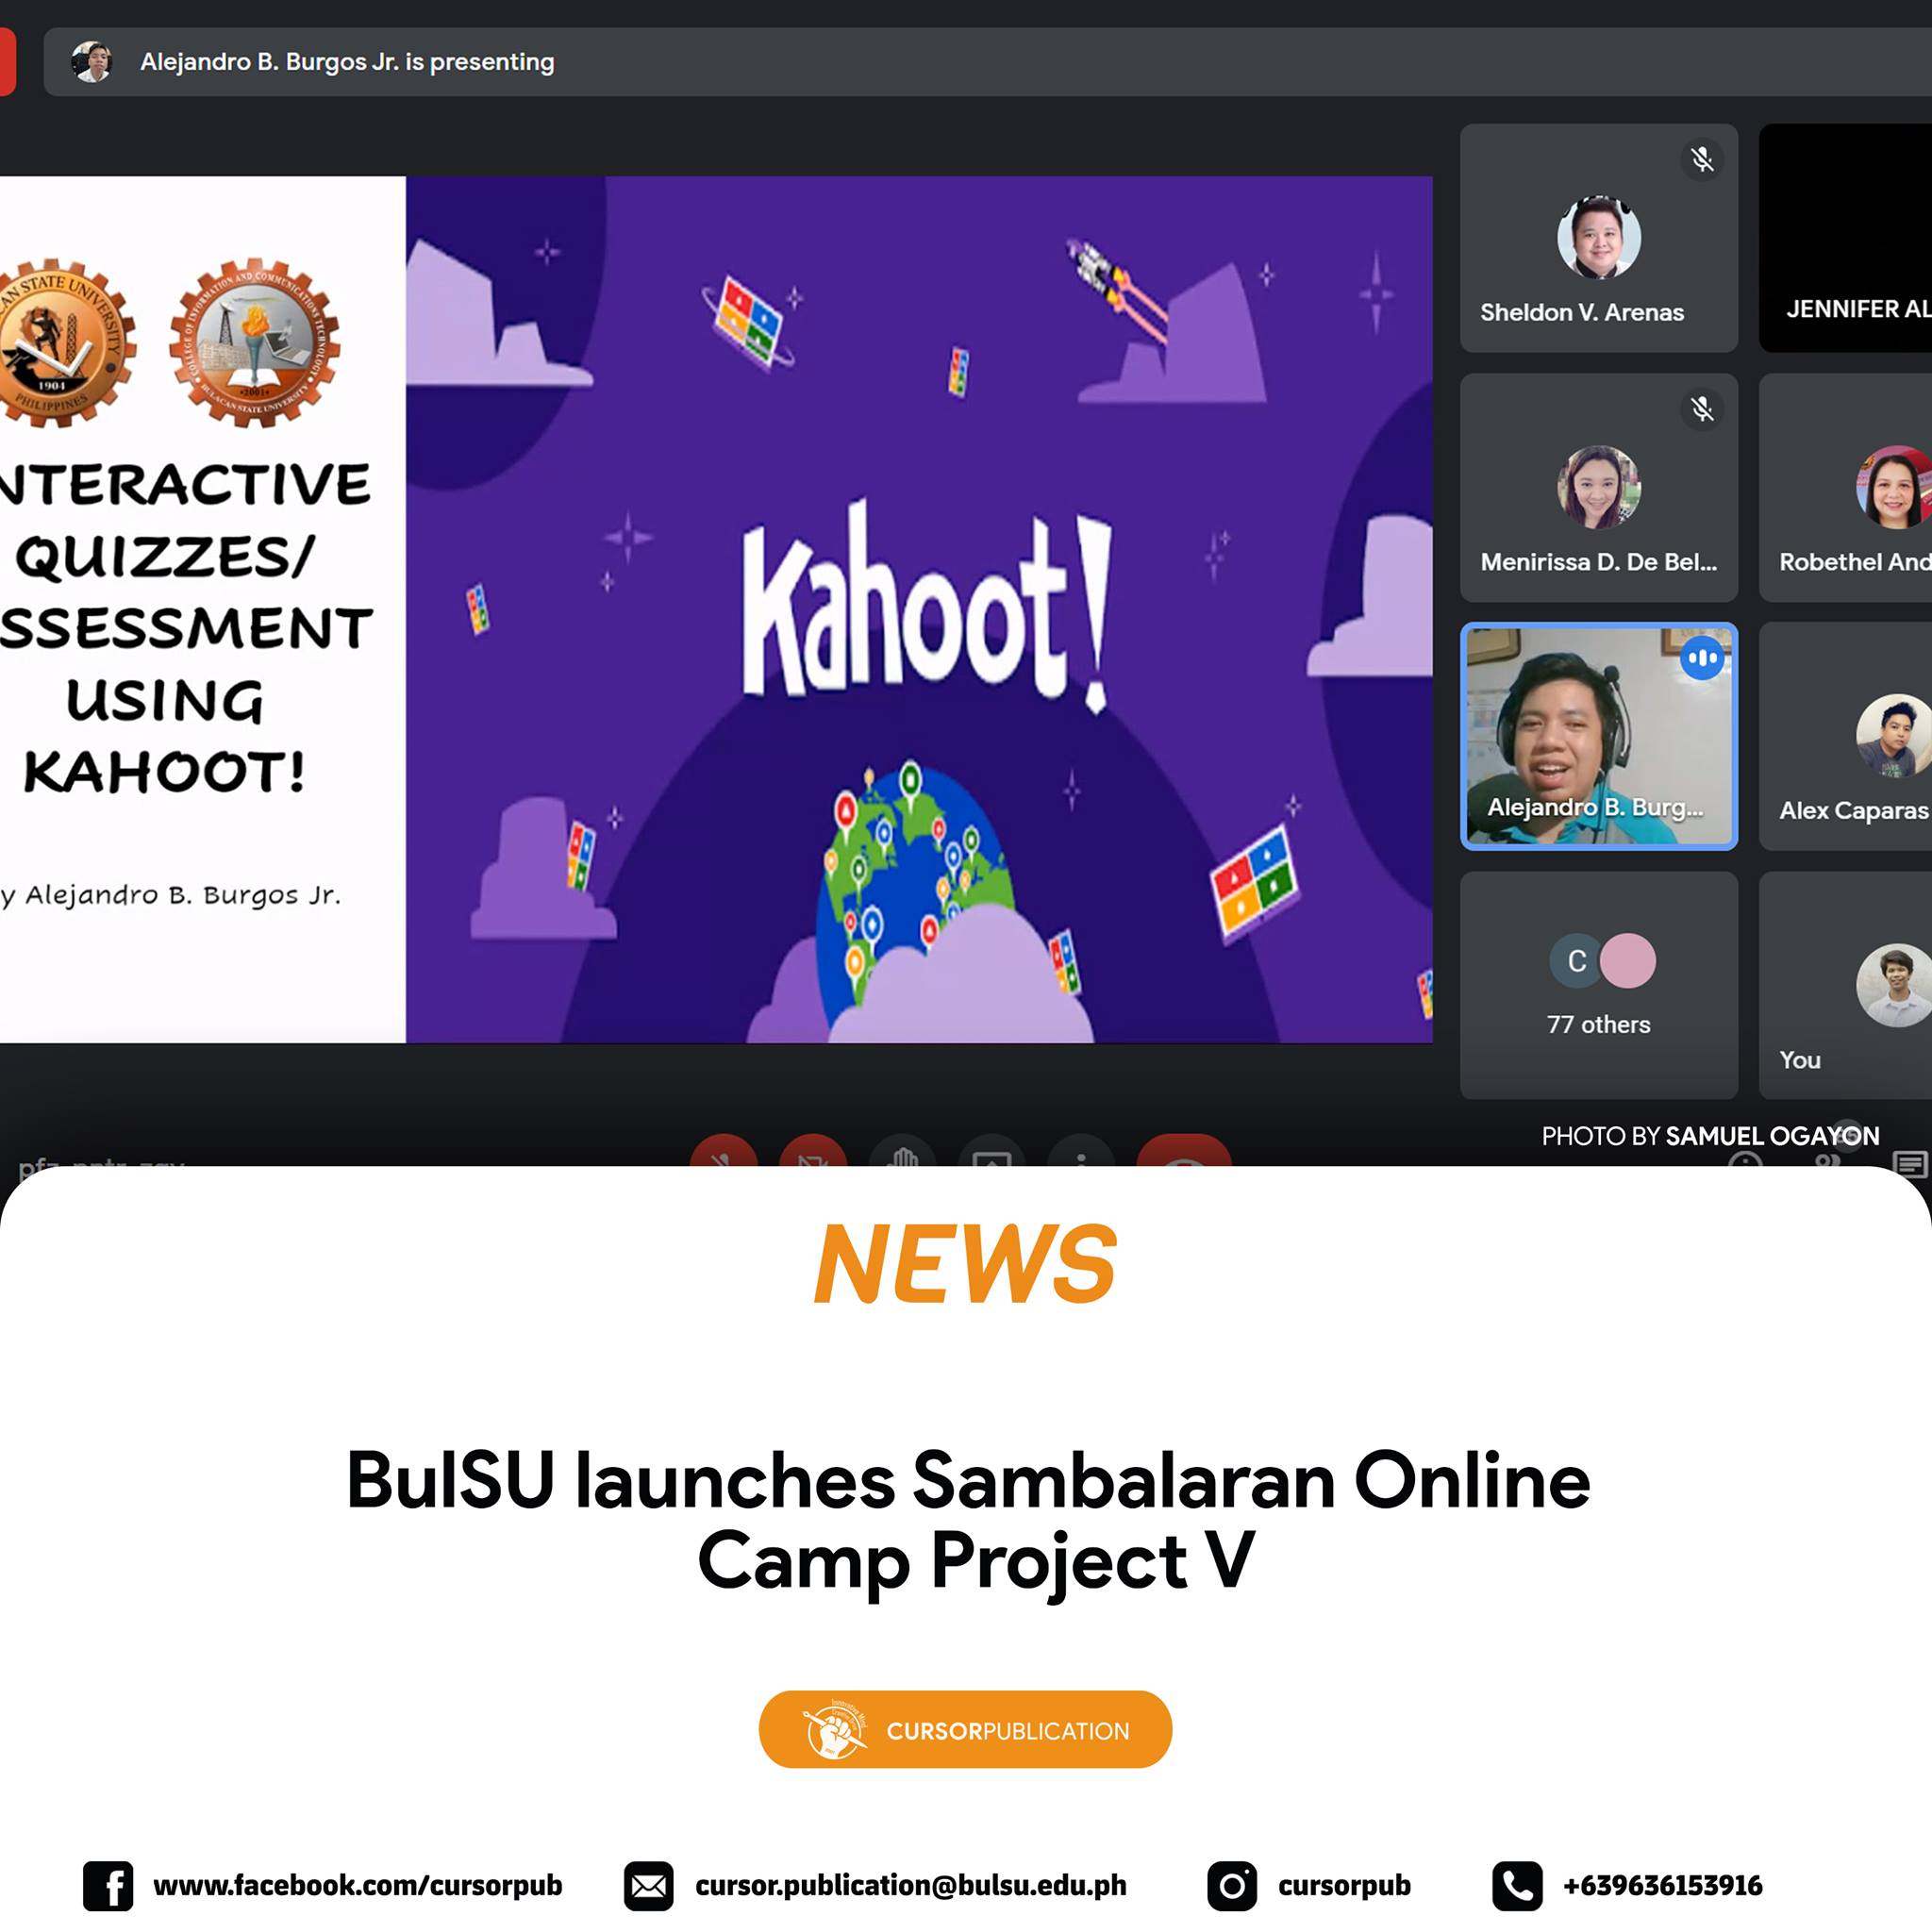 Alejandro B. Burgos Jr. is presenting
CAN STATE UNIVERSITY
1904
PHILIPPINES
COLLEGE OF INFORMATION AND COMMUNICATIONS TECHNOLOGY
BULACAN STATE UNIVERSITY
NTERACTIVE
QUIZZES/
SSESSMENT
USING
KAHOOT!
y Alejandro B. Burgos Jr.
Kahoot!
Sheldon V. Arenas
JENNIFER AL
Menirissa D. De Bel...
Robethel And
Alejandro B. Burg...
Alex Caparas
C
77 others
You
PHOTO BY SAMUEL OGAYON
NEWS
BulSU launches Sambalaran Online
Camp Project V
CURSORPUBLICATION
www.facebook.com/cursorpub
cursor.publication@bulsu.edu.ph
cursorpub
+639636153916